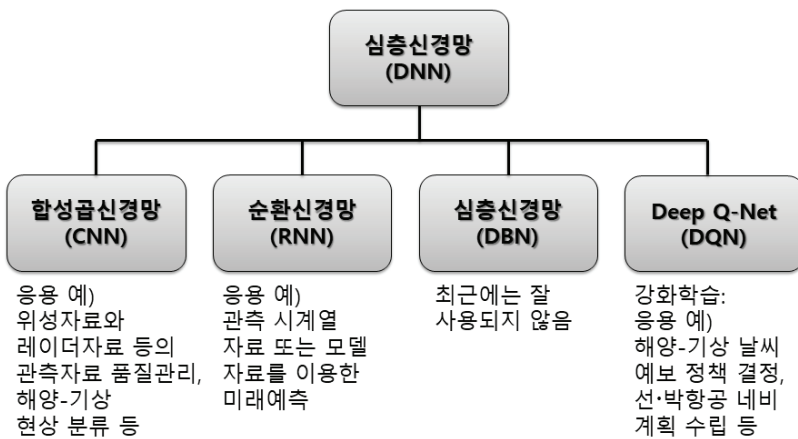 심층신경망
(DNN)
합성곱신경망
(CNN)
순환신경망
(RNN)
심층신경망
(DBN)
Deep Q-Net
(DQN)
응용 예)
위성자료와
레이더자료 등의
관측자료 품질관리,
해양-기상
현상 분류 등
응용 예)
관측 시계열
자료 또는 모델
자료를 이용한
미래예측
최근에는 잘
사용되지 않음
강화학습:
응용 예)
해양-기상 날씨
예보 정책 결정,
선·박항공 네비
계획 수립 등